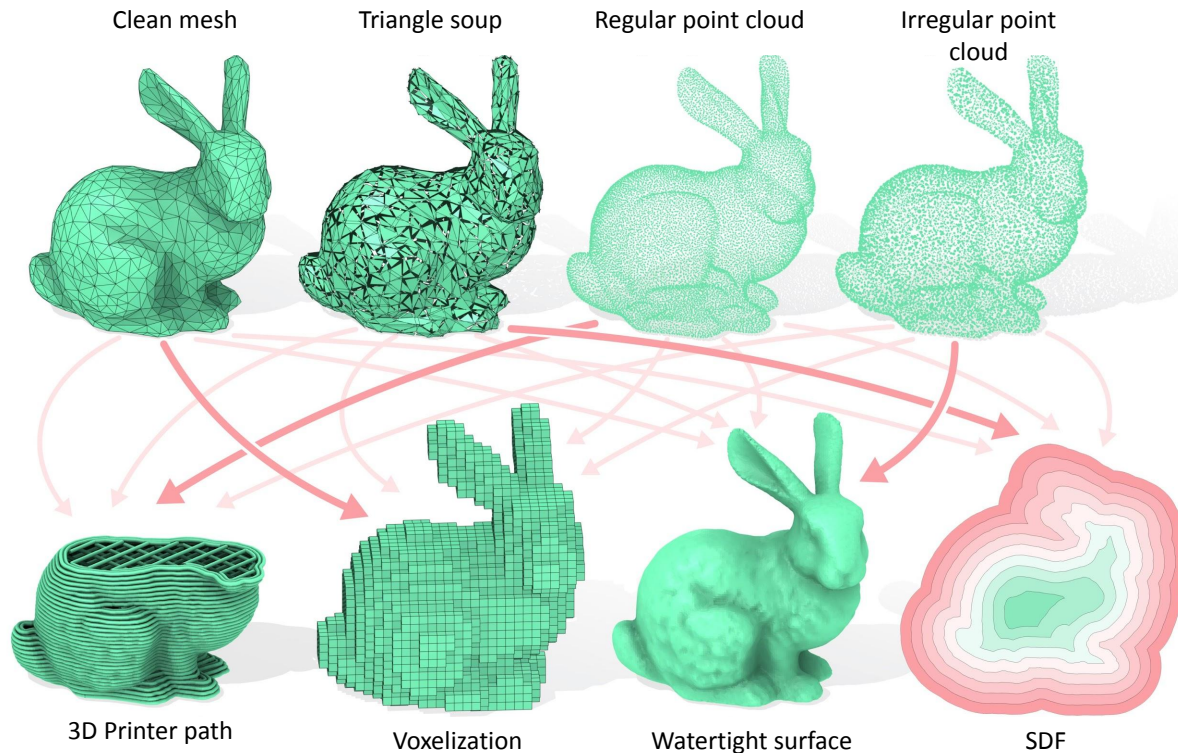 Clean mesh
Triangle soup
Regular point cloud
Irregular point
cloud
3D Printer path
Voxelization
Watertight surface
SDF